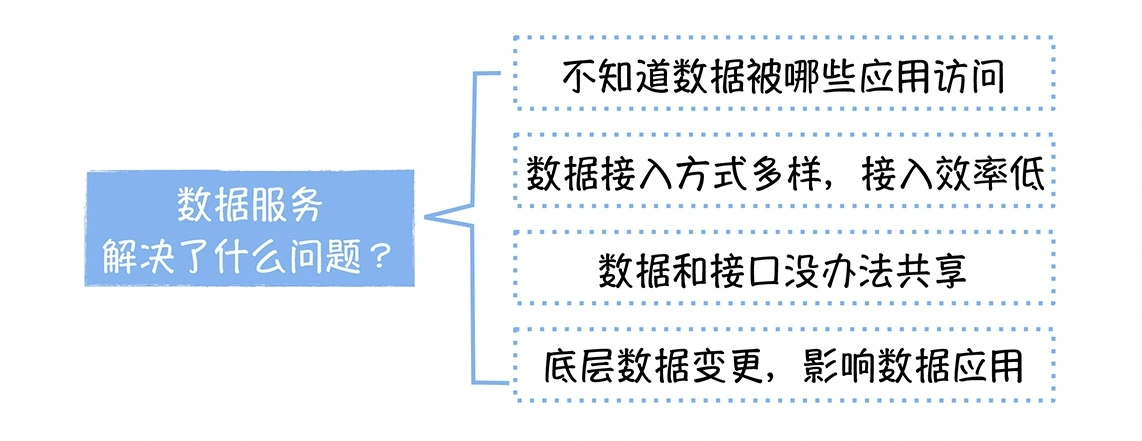 数据服务
解决了什么问题？
不知道数据被哪些应用访问
数据接入方式多样，接入效率低
数据和接口没办法共享
底层数据变更，影响数据应用